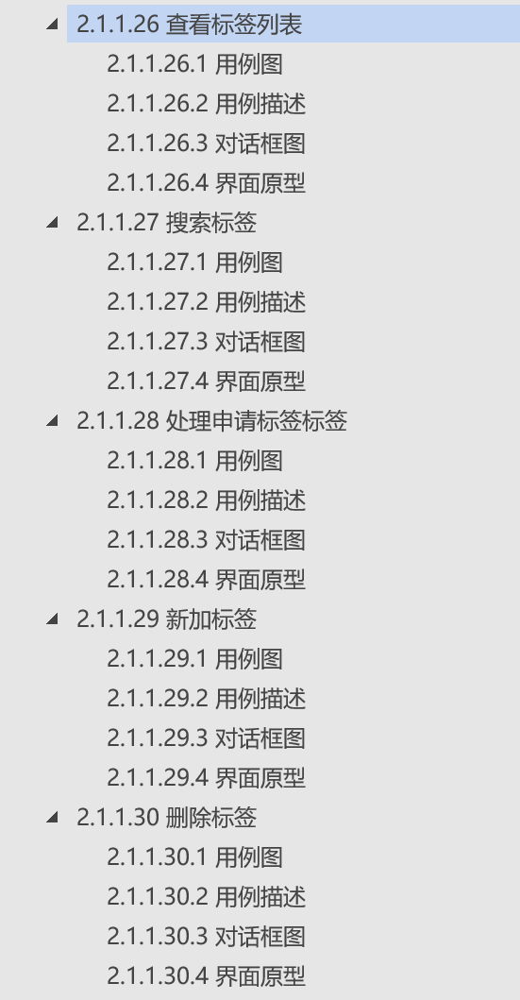 2.1.1.26 查看标签列表
2.1.1.26.1 用例图
2.1.1.26.2 用例描述
2.1.1.26.3 对话框图
2.1.1.26.4 界面原型
2.1.1.27 搜索标签
2.1.1.27.1 用例图
2.1.1.27.2 用例描述
2.1.1.27.3 对话框图
2.1.1.27.4 界面原型
2.1.1.28 处理申请标签标签
2.1.1.28.1 用例图
2.1.1.28.2 用例描述
2.1.1.28.3 对话框图
2.1.1.28.4 界面原型
2.1.1.29 新加标签
2.1.1.29.1 用例图
2.1.1.29.2 用例描述
2.1.1.29.3 对话框图
2.1.1.29.4 界面原型
2.1.1.30 删除标签
2.1.1.30.1 用例图
2.1.1.30.2 用例描述
2.1.1.30.3 对话框图
2.1.1.30.4 界面原型